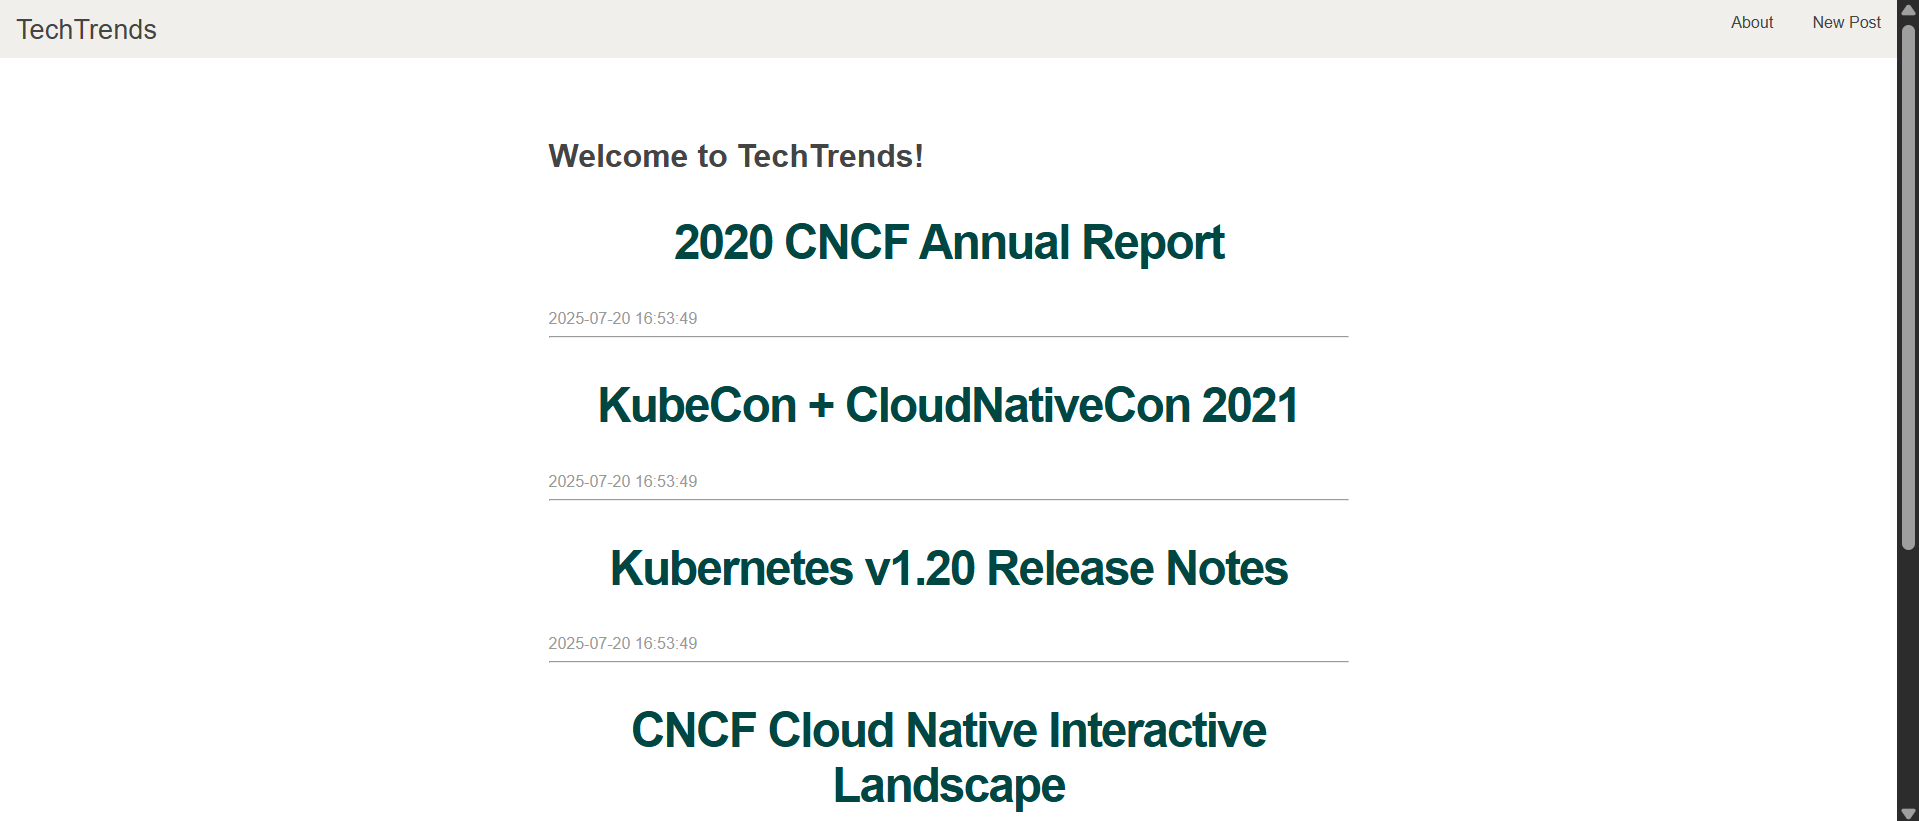 TechTrends
About
New Post
Welcome to TechTrends!
2020 CNCF Annual Report
2025-07-20 16:53:49
KubeCon + CloudNativeCon 2021
2025-07-20 16:53:49
Kubernetes v1.20 Release Notes
2025-07-20 16:53:49
CNCF Cloud Native Interactive
Landscape